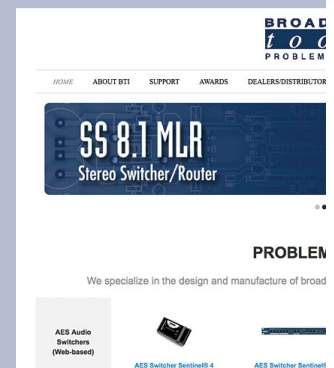 BROAD
too
PROBLEM
HOME ABOUT BTI SUPPORT AWARDS DEALERS/DISTRIBUTOR
SS 8.1 MLR
Stereo Switcher/Router
PROBLEM
We specialize in the design and manufacture of broad
AES Audio
Switchers
(Web-based)
AES Switcher Sentinel® 4 AES Switcher Sentinel®